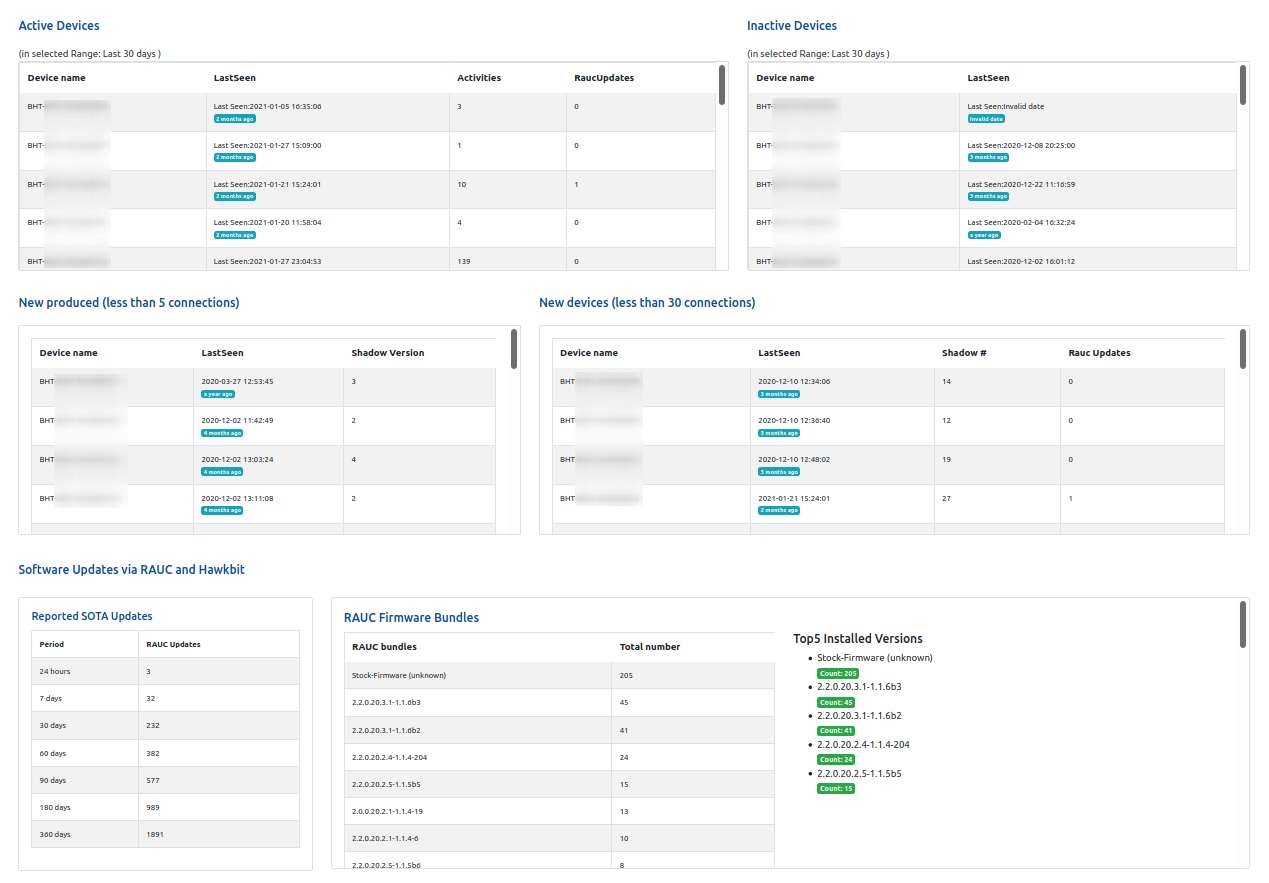 Active Devices
(in selected Range: Last 30 days )
Device name LastSeen Activities RaucUpdates
BHT- Last Seen:2021-01-05 16:35:06 3 0
2 months ago
BHT- Last Seen:2021-01-27 15:09:00 1 0
2 months ago
BHT- Last Seen:2021-01-21 15:24:01 10 1
2 months ago
BHT- Last Seen:2021-01-20 11:58:04 4 0
2 months ago
BHT- Last Seen:2021-01-27 23:04:53 139 0
Inactive Devices
(in selected Range: Last 30 days )
Device name LastSeen
BHT- Last Seen:Invalid date
Invalid date
BHT- Last Seen:2020-12-08 20:25:00
3 months ago
BHT- Last Seen:2020-12-22 11:16:59
3 months ago
BHT- Last Seen:2020-02-04 16:32:24
a year ago
BHT- Last Seen:2020-12-02 16:01:12
New produced (less than 5 connections)
Device name LastSeen Shadow Version
BHT 2020-03-27 12:53:45 3
a year ago
BHT 2020-12-02 11:42:49 2
4 months ago
BHT 2020-12-02 13:03:24 4
4 months ago
BHT 2020-12-02 13:11:08 2
4 months ago
New devices (less than 30 connections)
Device name LastSeen Shadow # Rauc Updates
BHT 2020-12-10 12:34:06 14 0
3 months ago
BHT 2020-12-10 12:36:40 12 0
3 months ago
BHT 2020-12-10 12:48:02 19 0
3 months ago
BHT 2021-01-21 15:24:01 27 1
2 months ago
Software Updates via RAUC and Hawkbit
Reported SOTA Updates
Period RAUC Updates
24 hours 3
7 days 32
30 days 232
60 days 382
90 days 577
180 days 989
360 days 1891
RAUC Firmware Bundles
RAUC bundles Total number
Stock-Firmware (unknown) 205
2.2.0.20.3.1-1.1.6b3 45
2.2.0.20.3.1-1.1.6b2 41
2.2.0.20.2.4-1.1.4-204 24
2.2.0.20.2.5-1.1.5b5 15
2.0.0.20.2.1-1.1.4-19 13
2.2.0.20.2.1-1.1.4-6 10
2.2.0.20.2.5-1.1.5b6 8
Top5 Installed Versions
• Stock-Firmware (unknown)
Count: 205
• 2.2.0.20.3.1-1.1.6b3
Count: 45
• 2.2.0.20.3.1-1.1.6b2
Count: 41
• 2.2.0.20.2.4-1.1.4-204
Count: 24
• 2.2.0.20.2.5-1.1.5b5
Count: 15